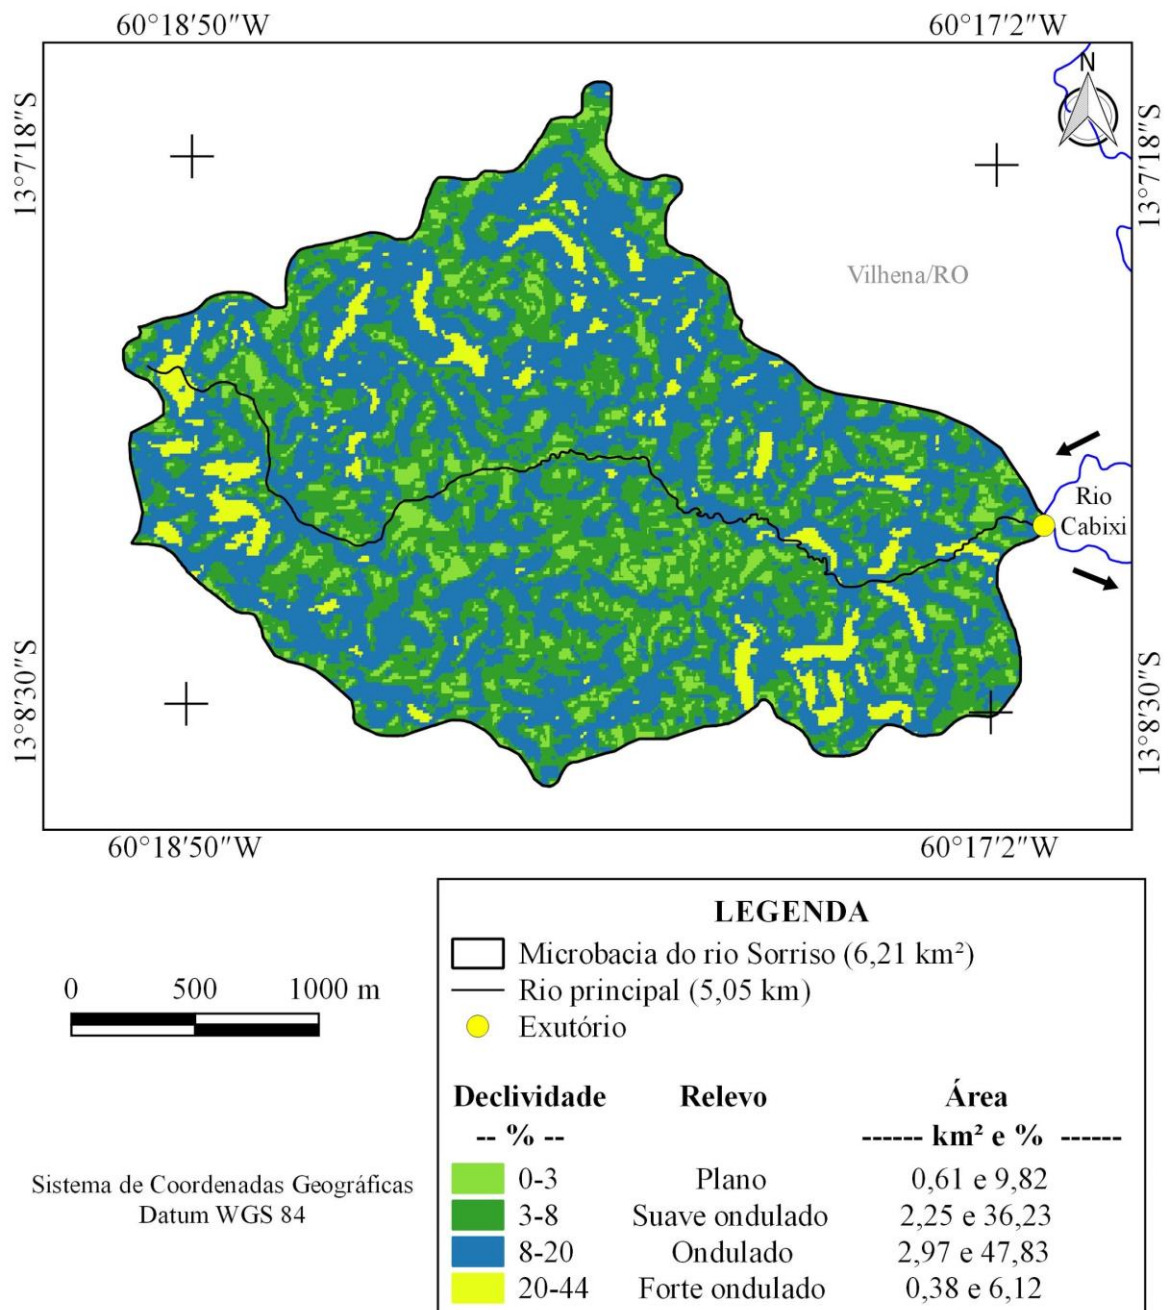 60°18′50″W 60°17′2″W
N
13°7′18″S 13°7′18″S
Vilhena/RO
Rio
Cabixi
13°8′30″S 13°8′30″S
60°18′50″W 60°17′2″W
LEGENDA
Microbacia do rio Sorriso (6,21 km²)
Rio principal (5,05 km)
Exutório
0 500 1000 m
Declividade Relevo Área
-- % -- ------ km² e % ------
0-3 Plano 0,61 e 9,82
3-8 Suave ondulado 2,25 e 36,23
8-20 Ondulado 2,97 e 47,83
20-44 Forte ondulado 0,38 e 6,12
Sistema de Coordenadas Geográficas
Datum WGS 84